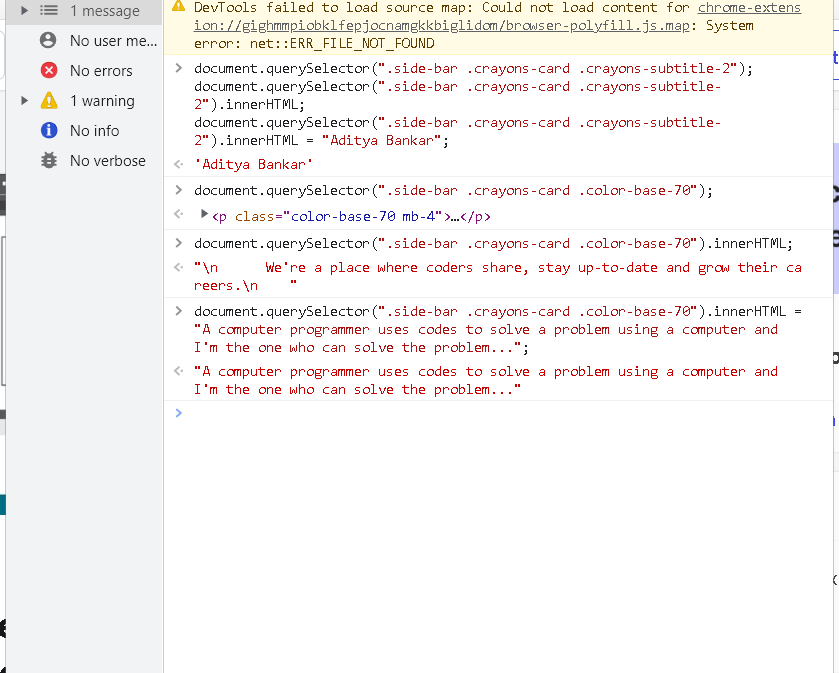 1 message
No user me...
No errors
1 warning
No info
No verbose
DevTools failed to load source map: Could not load content for chrome-extens
ion://gighmmpiobklfepjocnamgkkbiglidom/browser-polyfill.js.map: System
error: net::ERR_FILE_NOT_FOUND
document.querySelector(".side-bar .crayons-card .crayons-subtitle-2");
document.querySelector(".side-bar .crayons-card .crayons-subtitle-
2").innerHTML;
document.querySelector(".side-bar .crayons-card .crayons-subtitle-
2").innerHTML = "Aditya Bankar";
'Aditya Bankar'
document.querySelector(".side-bar .crayons-card .color-base-70");
<p class="color-base-70 mb-4">…</p>
document.querySelector(".side-bar .crayons-card .color-base-70").innerHTML;
"\n      We're a place where coders share, stay up-to-date and grow their ca
reers.\n    "
document.querySelector(".side-bar .crayons-card .color-base-70").innerHTML =
"A computer programmer uses codes to solve a problem using a computer and
I'm the one who can solve the problem...";
"A computer programmer uses codes to solve a problem using a computer and
I'm the one who can solve the problem..."